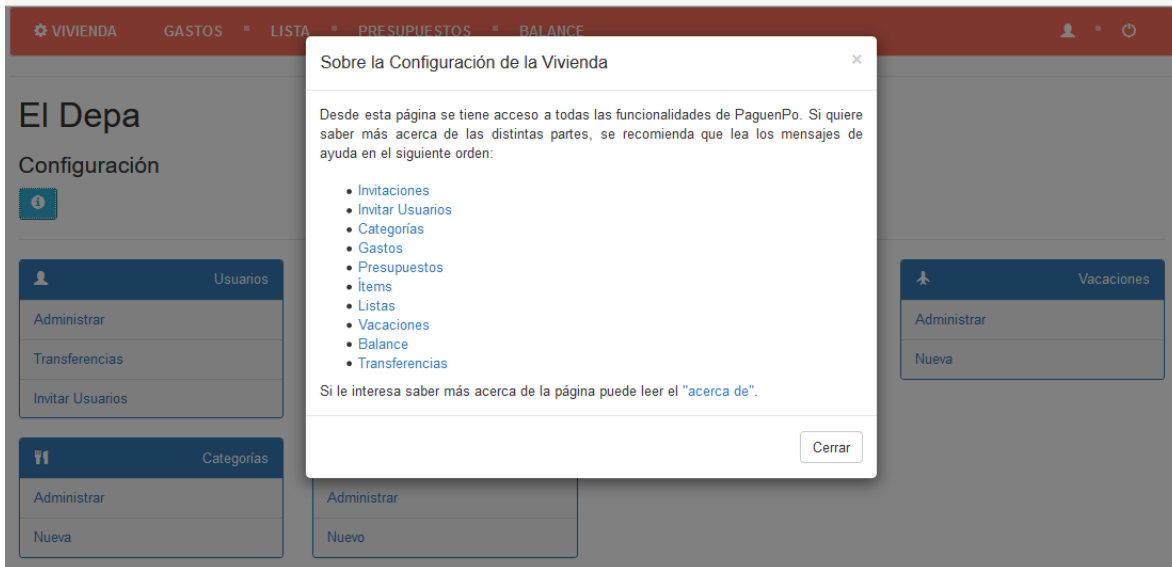 VIVIENDA GASTOS LISTA PRESUPUESTOS BALANCE
Sobre la Configuración de la Vivienda ×
El Depa
Configuración
Desde esta página se tiene acceso a todas las funcionalidades de PaguenPo. Si quiere
saber más acerca de las distintas partes, se recomienda que lea los mensajes de
ayuda en el siguiente orden:
• Invitaciones
• Invitar Usuarios
• Categorías
• Gastos
• Presupuestos
• Ítems
• Listas
• Vacaciones
• Balance
• Transferencias
Si le interesa saber más acerca de la página puede leer el "acerca de".
Cerrar
Usuarios
Administrar
Transferencias
Invitar Usuarios
Vacaciones
Administrar
Nueva
Categorías
Administrar
Nueva
Administrar
Nuevo